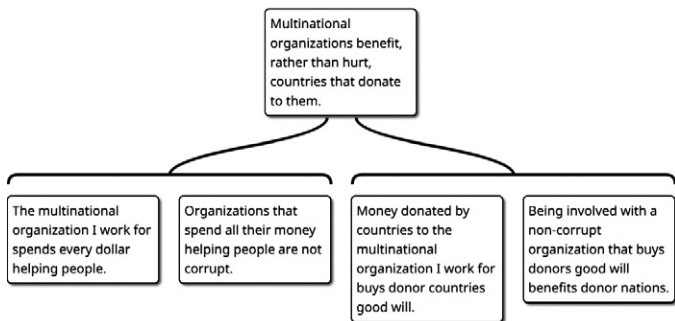 Multinational
organizations benefit,
rather than hurt,
countries that donate
to them.
The multinational
organization I work for
spends every dollar
helping people.
Organizations that
spend all their money
helping people are not
corrupt.
Money donated by
countries to the
multinational
organization I work for
buys donor countries
good will.
Being involved with a
non-corrupt
organization that buys
donors good will
benefits donor nations.